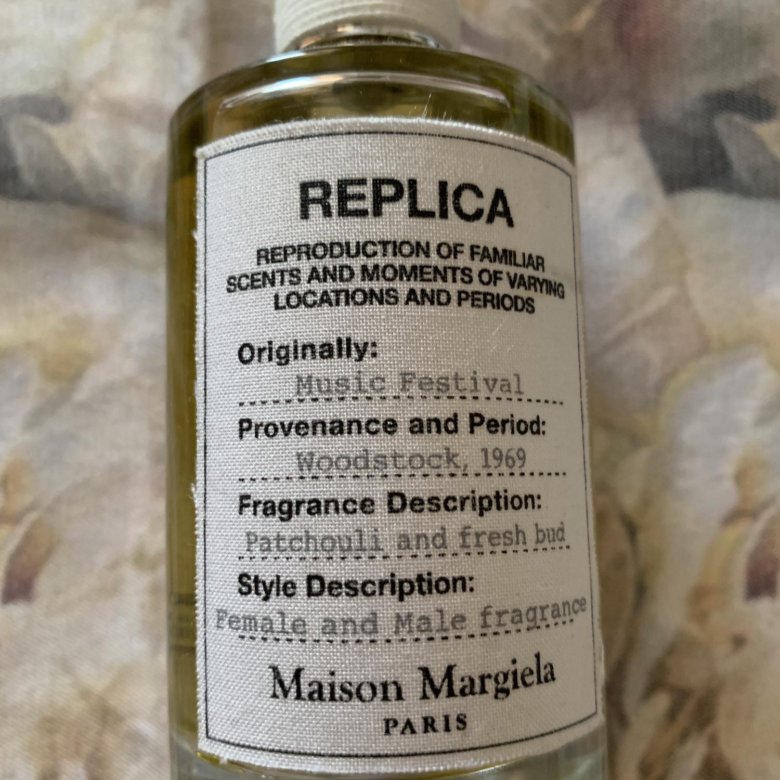 REPLICA
REPRODUCTION OF FAMILIAR
SCENTS AND MOMENTS OF VARYING
LOCATIONS AND PERIODS
Originally:
Music Festival
Provenance and Period:
Woodstock, 1969
Fragrance Description:
Patchouli and fresh bud
Style Description:
Female and Male fragrance
Maison Margiela
PARIS